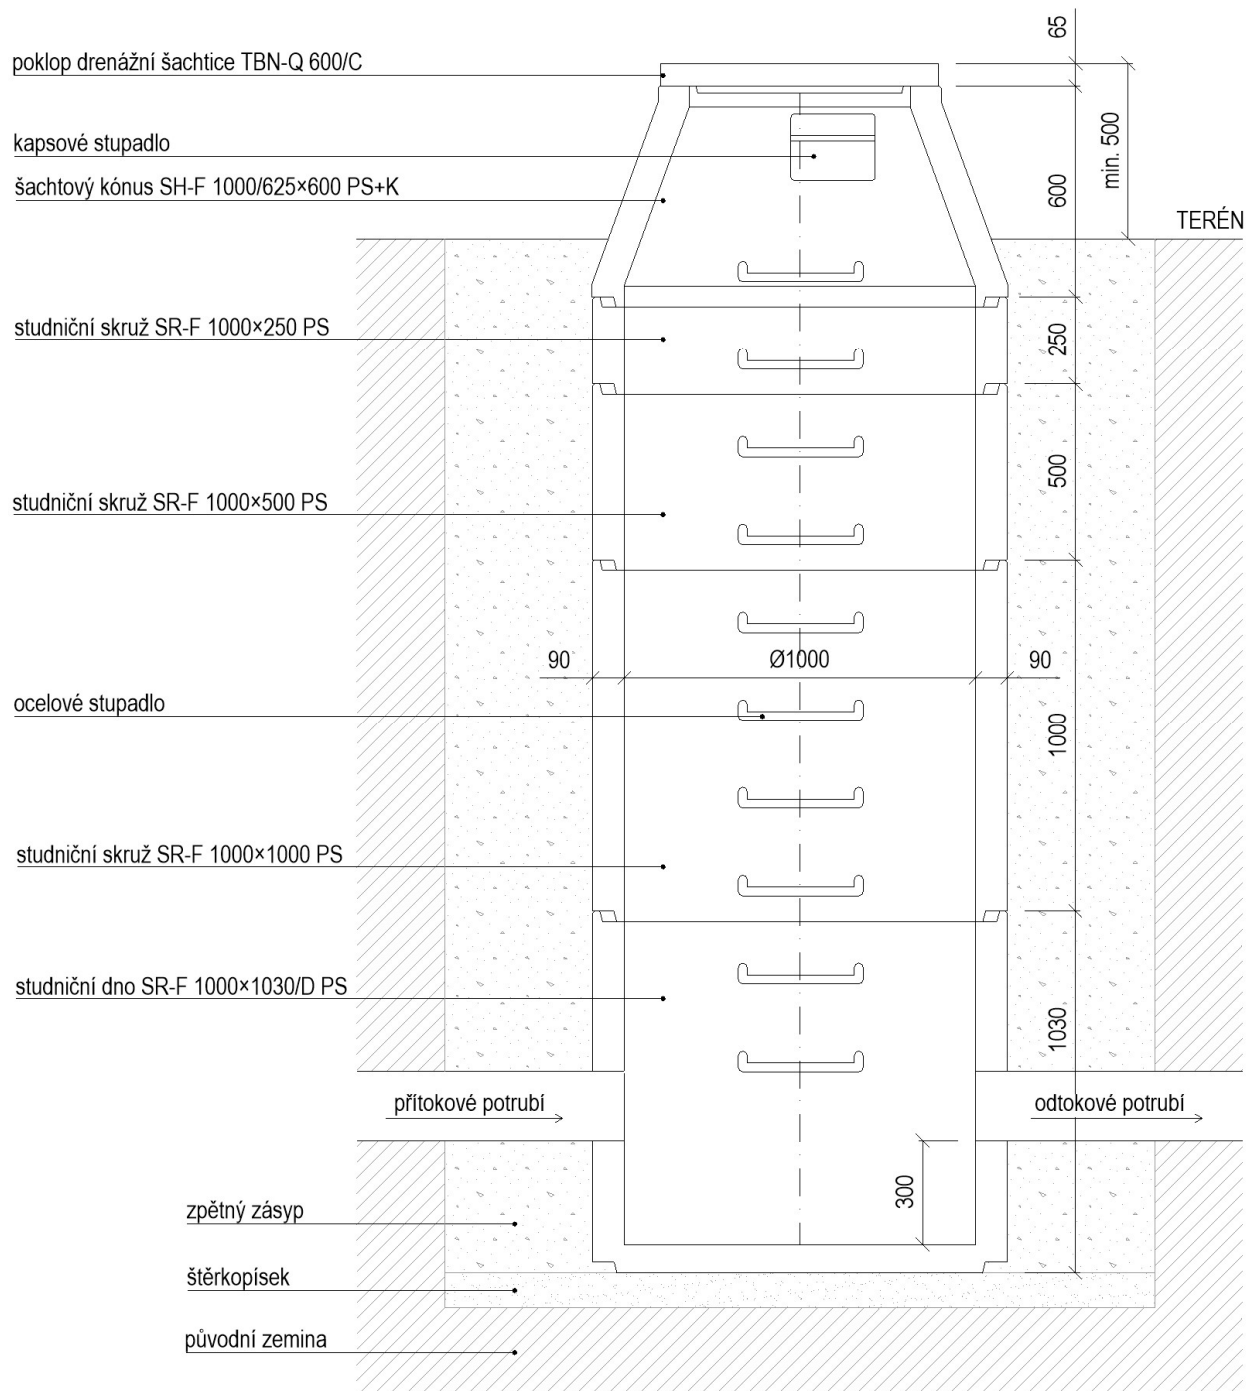 65
poklop drenážní šachtice TBN-Q 600/C
min. 500
kapsové stupadlo
šachtový kónus SH-F 1000/625×600 PS+K
600
TERÉN
studniční skruž SR-F 1000×250 PS
250
studniční skruž SR-F 1000×500 PS
500
90
Ø1000
90
ocelové stupadlo
1000
studniční skruž SR-F 1000×1000 PS
studniční dno SR-F 1000×1030/D PS
1030
přítokové potrubí
odtokové potrubí
300
zpětný zásyp
štěrkopísek
původní zemina